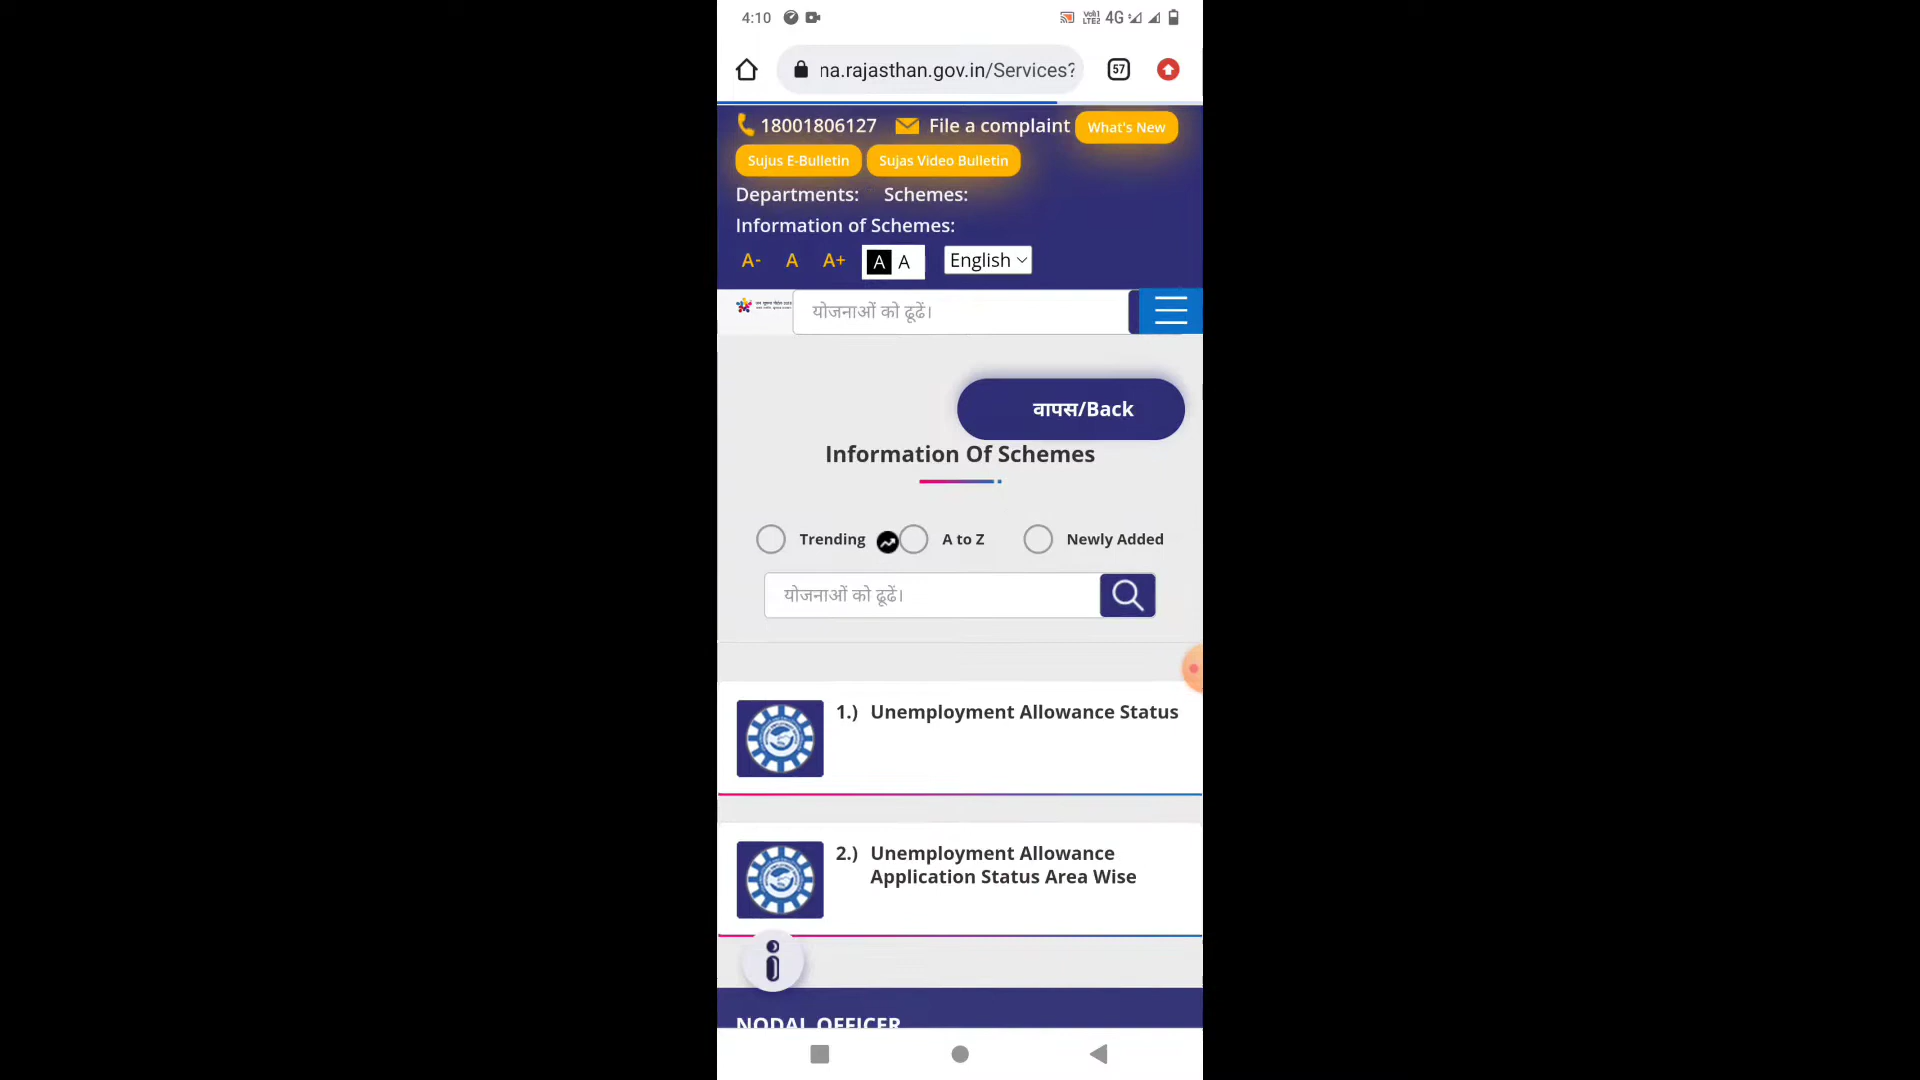 4:10 4G
na.rajasthan.gov.in/Services? 57
18001806127 File a complaint What's New
Sujus E-Bulletin Sujas Video Bulletin
Departments: Schemes:
Information of Schemes:
A- A A+ A A English
योजनाओं को ढूढें।
वापस/Back
Information Of Schemes
Trending A to Z Newly Added
योजनाओं को ढूढें।
1.) Unemployment Allowance Status
2.) Unemployment Allowance
Application Status Area Wise
NODAL OFFICER